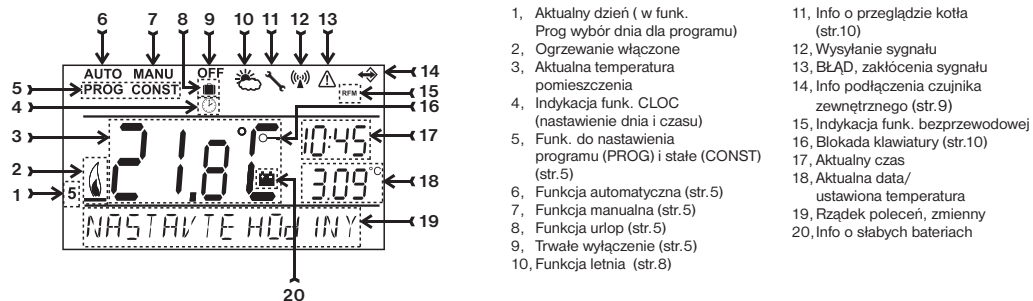 6 7 8 9 10 11 12 13
AUTO MANU OFF
14
5 PROG CONST
RFM 15
4
16
3 21.8°C 10:45 17
2
3.09 °C 18
1 5
NASTAVTE HOdINY 19
20
1, Aktualny dzień ( w funk.
Prog wybór dnia dla programu)
2, Ogrzewanie włączone
3, Aktualna temperatura
pomieszczenia
4, Indykacja funk. CLOC
(nastawienie dnia i czasu)
5, Funk. do nastawienia
programu (PROG) i stałe (CONST)
(str.5)
6, Funkcja automatyczna (str.5)
7, Funkcja manualna (str.5)
8, Funkcja urlop (str.5)
9, Trwałe wyłączenie (str.5)
10, Funkcja letnia (str.8)
11, Info o przeglądzie kotła
(str.10)
12, Wysyłanie sygnału
13, BŁĄD, zakłócenia sygnału
14, Info podłączenia czujnika
zewnętrznego (str.9)
15, Indykacja funk. bezprzewodowej
16, Blokada klawiatury (str.10)
17, Aktualny czas
18, Aktualna data/
ustawiona temperatura
19, Rządek poleceń, zmienny
20, Info o słabych bateriach